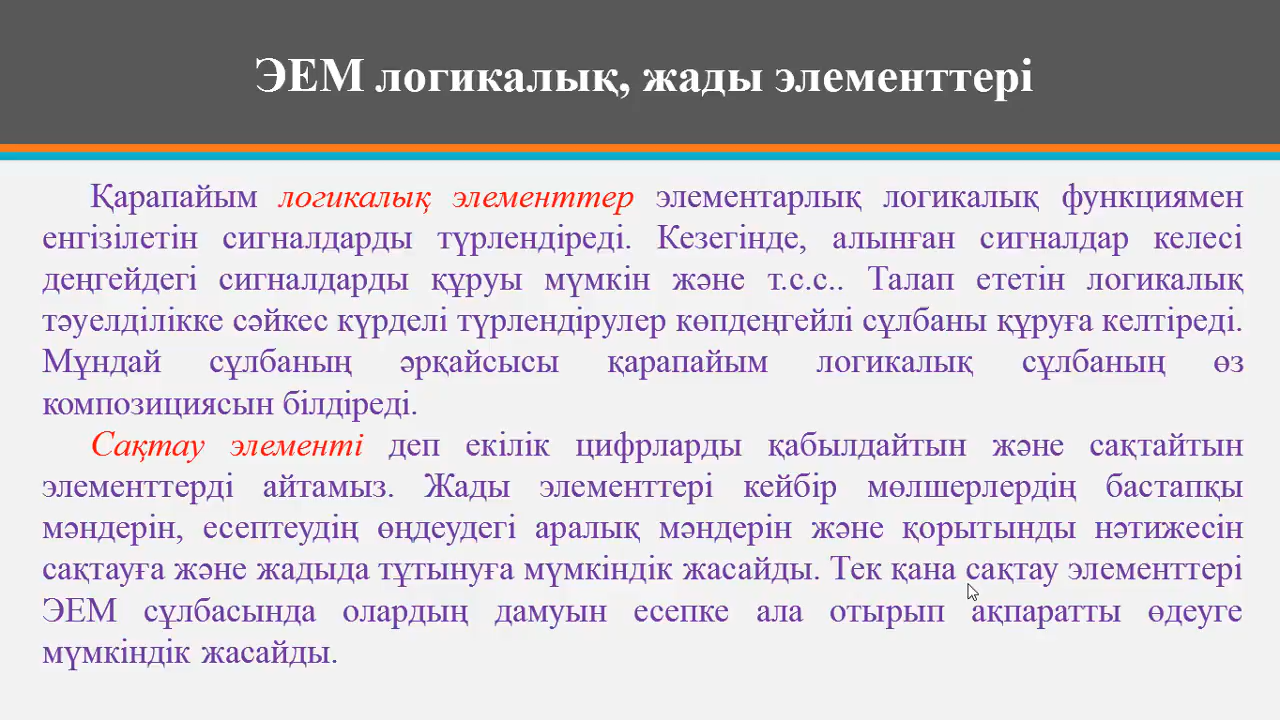 ЭЕМ логикалық, жады элементтері
Қарапайым логикалық элементтер элементарлық логикалық функциямен
енгізілетін сигналдарды түрлендіреді. Кезегінде, алынған сигналдар келесі
деңгейдегі сигналдарды құруы мүмкін және т.с.с.. Талап ететін логикалық
тәуелділікке сәйкес күрделі түрлендірулер көпдеңгейлі сұлбаны құруға келтіреді.
Мұндай сұлбаның әрқайсысы қарапайым логикалық сұлбаның өз
композициясын білдіреді.
Сақтау элементі деп екілік цифрларды қабылдайтын және сақтайтын
элементтерді айтамыз. Жады элементтері кейбір мөлшерлердің бастапқы
мәндерін, есептеудің өңдеудегі аралық мәндерін және қорытынды нәтижесін
сақтауға және жадыда тұтынуға мүмкіндік жасайды. Тек қана сақтау элементтері
ЭЕМ сұлбасында олардың дамуын есепке ала отырып ақпаратты өдеуге
мүмкіндік жасайды.